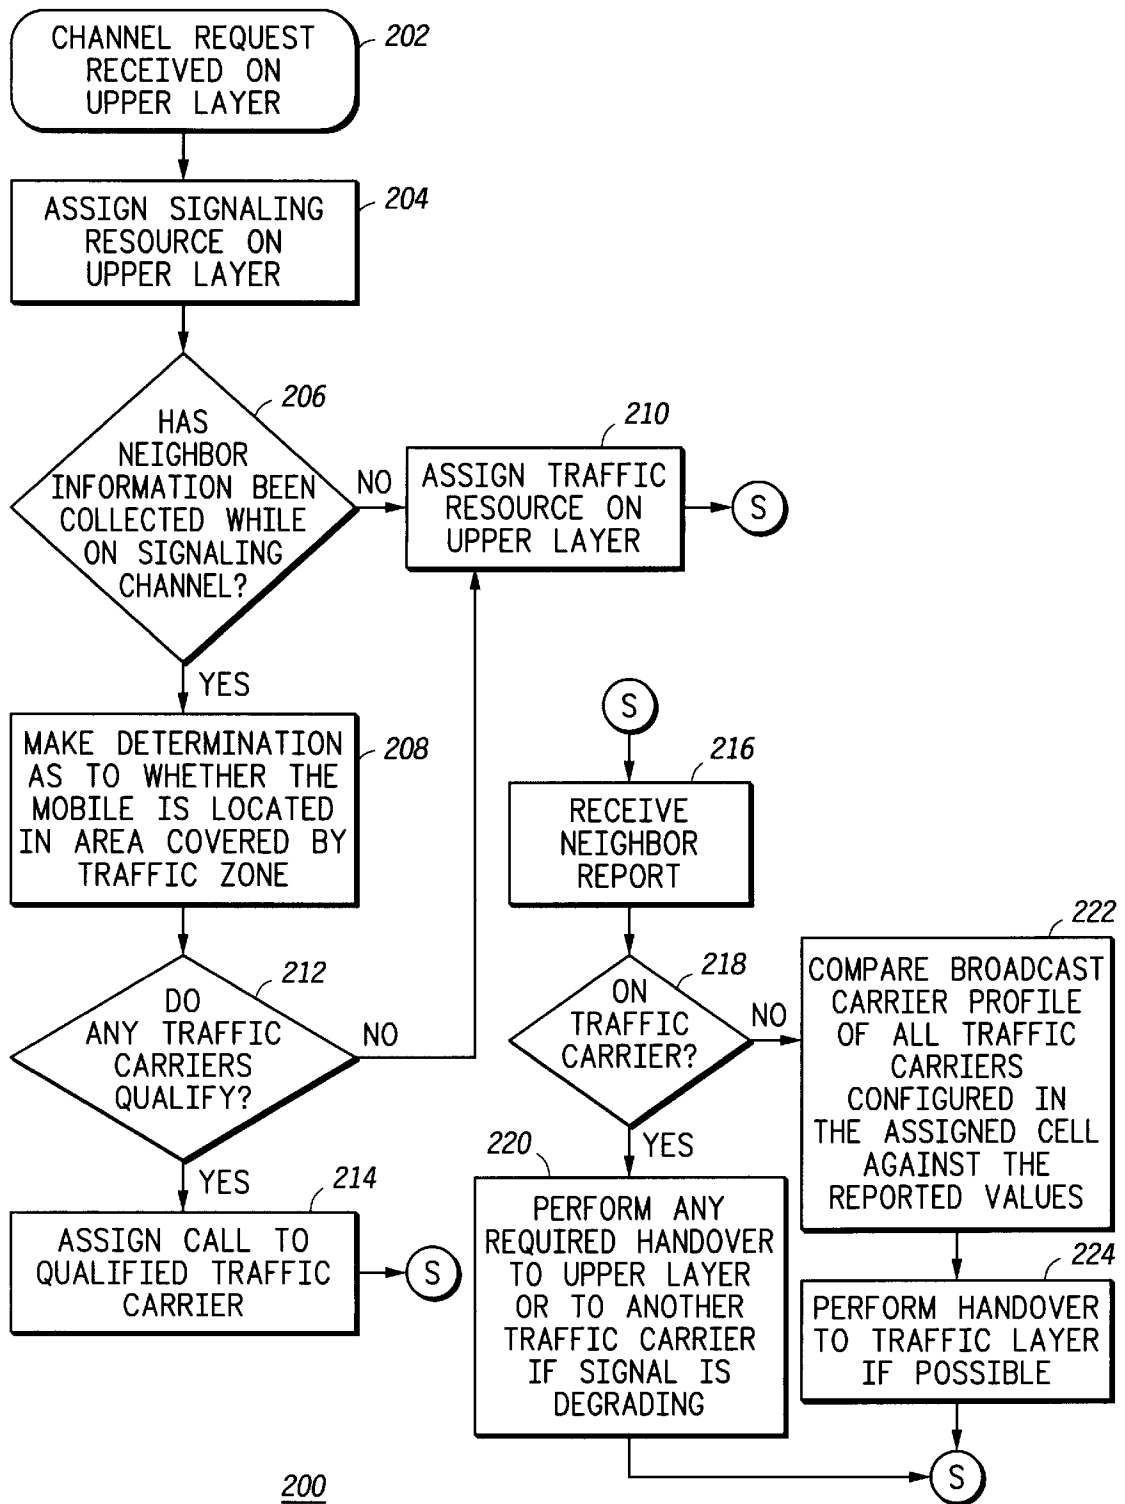 CHANNEL REQUEST
RECEIVED ON
UPPER LAYER
202
ASSIGN SIGNALING
RESOURCE ON
UPPER LAYER
204
HAS
NEIGHBOR
INFORMATION BEEN
COLLECTED WHILE
ON SIGNALING
CHANNEL?
206
NO
ASSIGN TRAFFIC
RESOURCE ON
UPPER LAYER
210
S
YES
MAKE DETERMINATION
AS TO WHETHER THE
MOBILE IS LOCATED
IN AREA COVERED BY
TRAFFIC ZONE
208
DO
ANY TRAFFIC
CARRIERS
QUALIFY?
212
NO
YES
ASSIGN CALL TO
QUALIFIED TRAFFIC
CARRIER
214
S
S
RECEIVE
NEIGHBOR
REPORT
216
ON
TRAFFIC
CARRIER?
218
NO
COMPARE BROADCAST
CARRIER PROFILE
OF ALL TRAFFIC
CARRIERS
CONFIGURED IN
THE ASSIGNED CELL
AGAINST THE
REPORTED VALUES
222
YES
PERFORM ANY
REQUIRED HANDOVER
TO UPPER LAYER
OR TO ANOTHER
TRAFFIC CARRIER
IF SIGNAL IS
DEGRADING
220
PERFORM HANDOVER
TO TRAFFIC LAYER
IF POSSIBLE
224
S
200